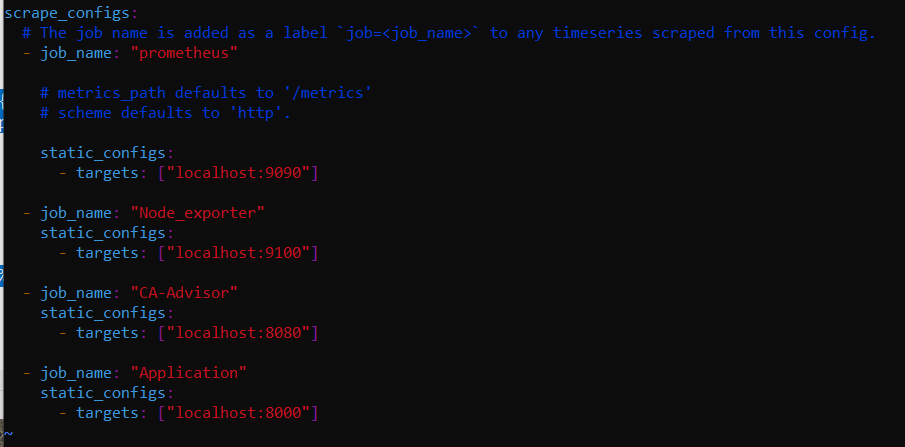 scrape_configs:
  # The job name is added as a label `job=<job_name>` to any timeseries scraped from this config.
  - job_name: "prometheus"

    # metrics_path defaults to '/metrics'
    # scheme defaults to 'http'.

    static_configs:
      - targets: ["localhost:9090"]

  - job_name: "Node_exporter"
    static_configs:
      - targets: ["localhost:9100"]

  - job_name: "CA-Advisor"
    static_configs:
      - targets: ["localhost:8080"]

  - job_name: "Application"
    static_configs:
      - targets: ["localhost:8000"]
~